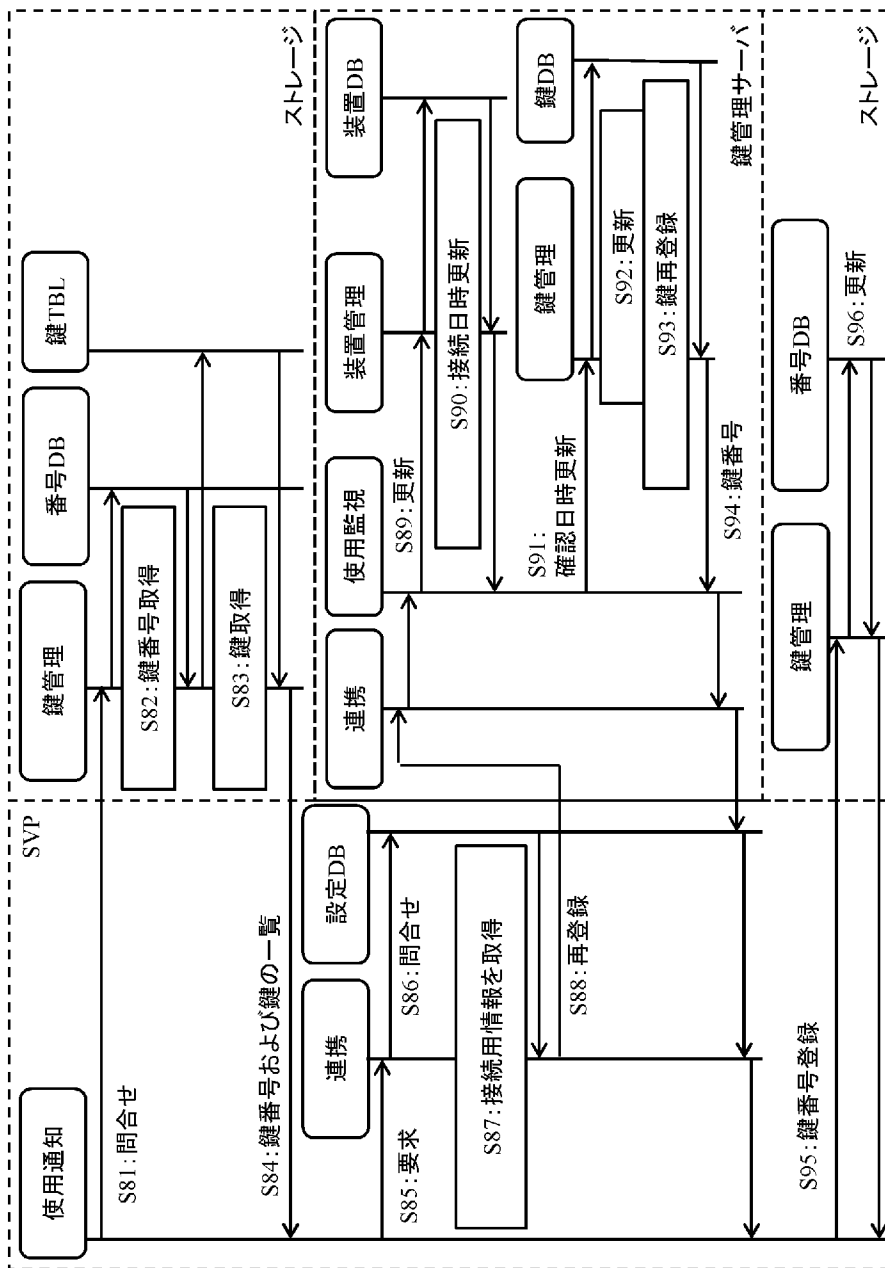 SVP
ストレージ
使用通知
鍵管理
番号DB
鍵TBL
S81:問合せ
S82:鍵番号取得
S83:鍵取得
S84:鍵番号および鍵の一覧
連携
設定DB
連携
使用監視
装置管理
装置DB
S85:要求
S86:問合せ
S87:接続用情報を取得
S88:再登録
S89:更新
S90:接続日時更新
鍵管理
鍵DB
S91:
確認日時更新
S92:更新
S93:鍵再登録
S94:鍵番号
鍵管理サーバ
鍵管理
番号DB
S95:鍵番号登録
S96:更新
ストレージ